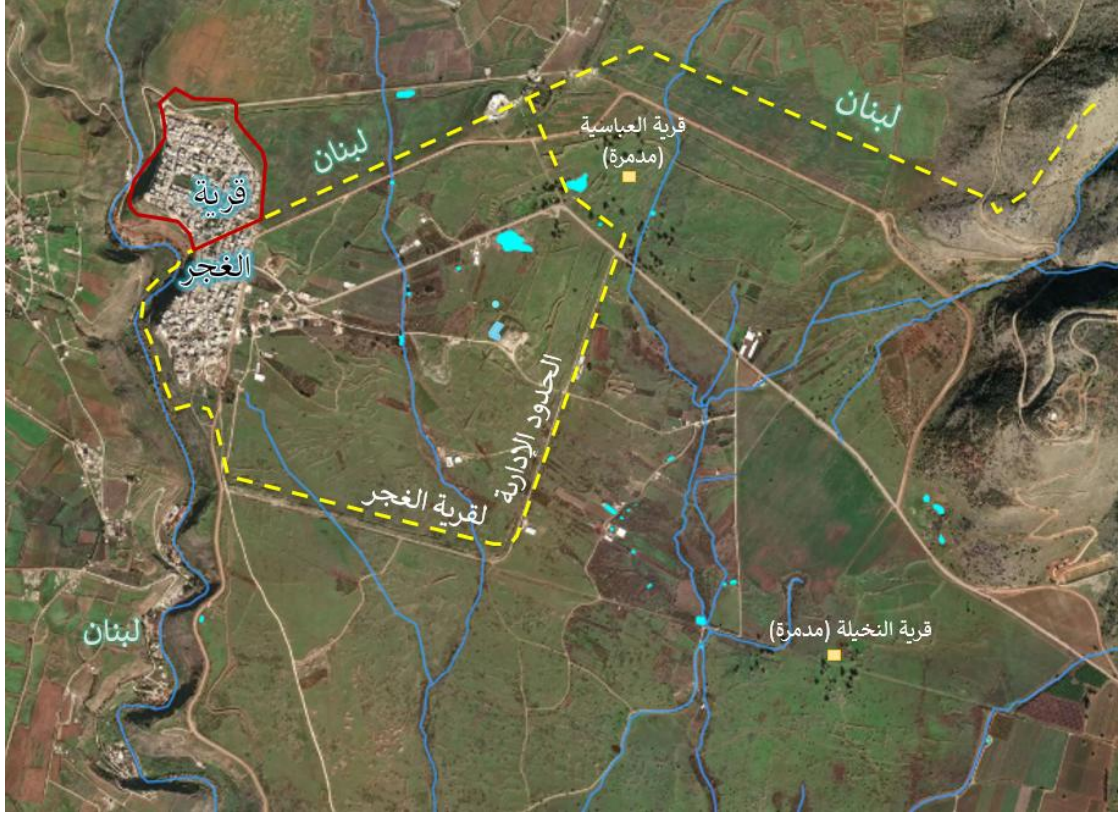 لبنان
لبنان
قرية العباسية
(مدمرة)
قرية
الغجر
الحدود الإدارية
لقرية الغجر
لبنان
قرية النخيلة (مدمرة)